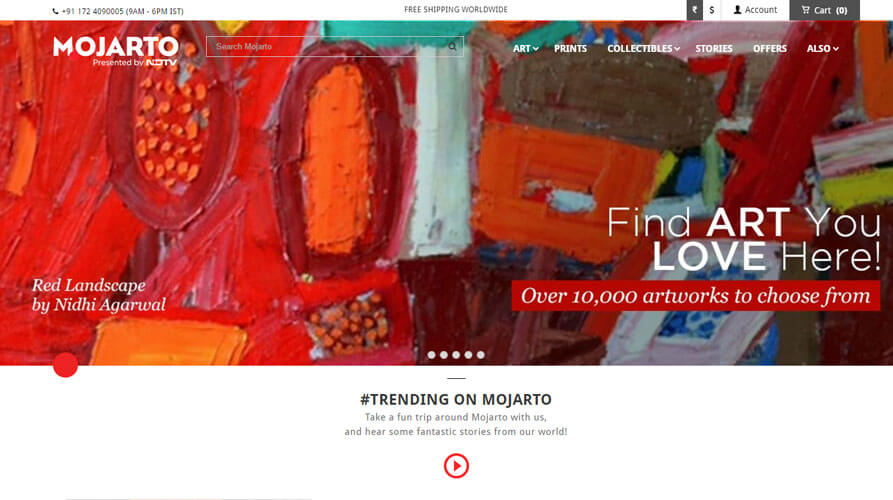 +91 172 4090005 (9AM - 6PM IST)
FREE SHIPPING WORLDWIDE
₹ $ Account Cart (0)
MOJARTO
Presented by NDTV
Search Mojarto
ART PRINTS COLLECTIBLES STORIES OFFERS ALSO
Find ART You
LOVE Here!
Over 10,000 artworks to choose from
Red Landscape
by Nidhi Agarwal
#TRENDING ON MOJARTO
Take a fun trip around Mojarto with us,
and hear some fantastic stories from our world!